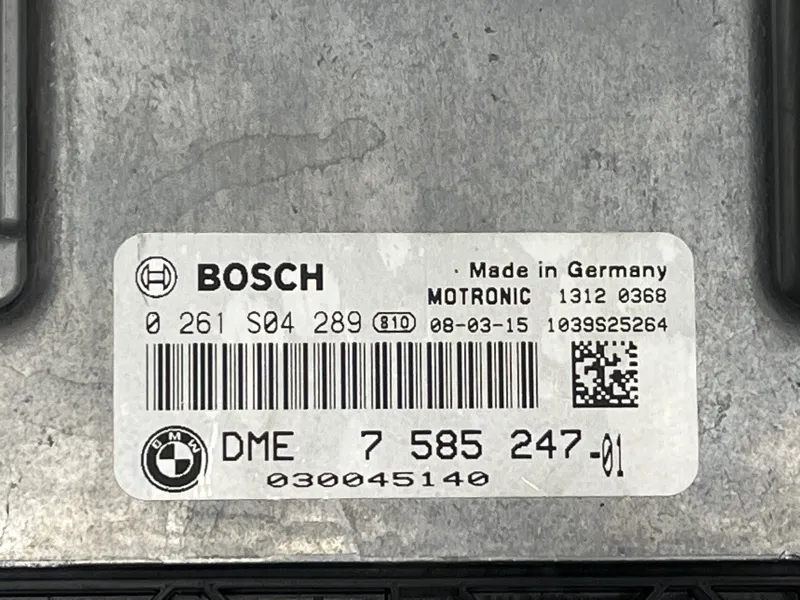 BOSCH
Made in Germany
MOTRONIC 1312 0368
0 261 S04 289 810 08-03-15 1039S25264
BMW DME 7 585 247-01
030045140